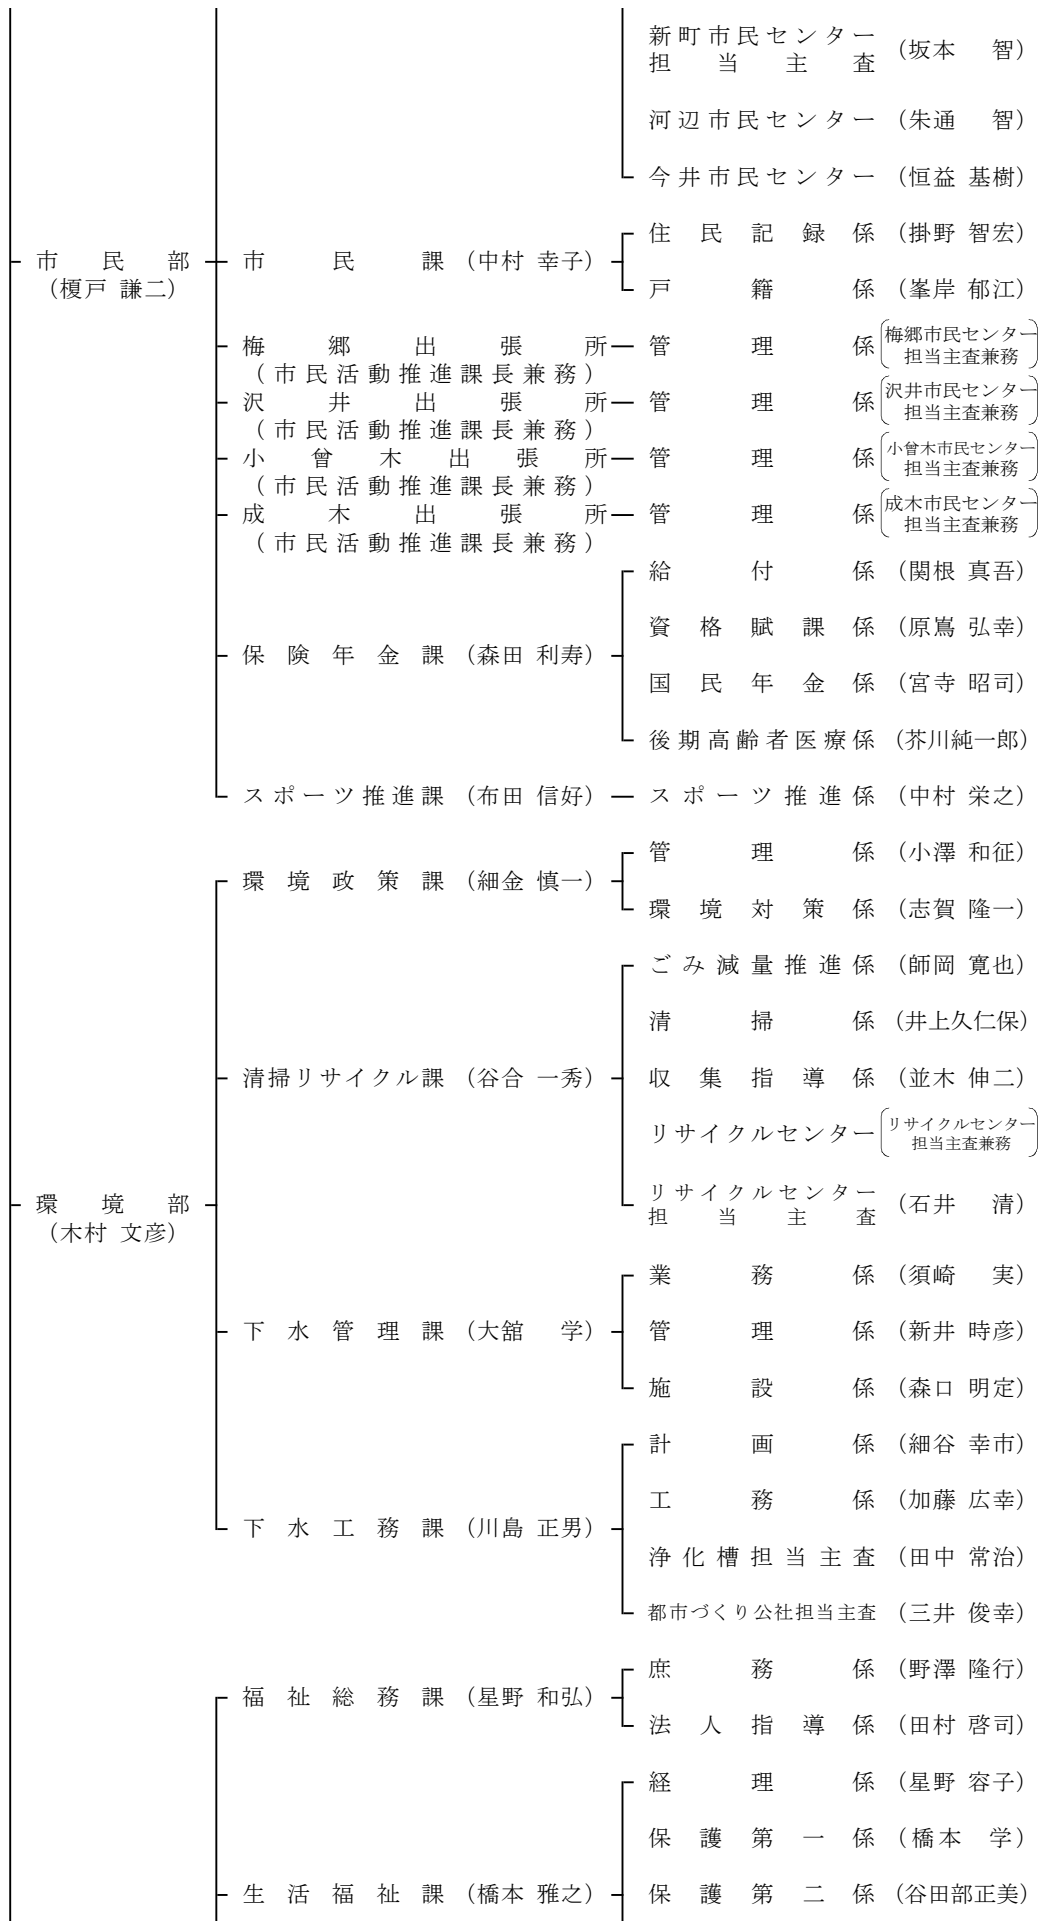 新町市民センター
担当主査 (坂本 智)
河辺市民センター (朱通 智)
今井市民センター (恒益 基樹)
住民記録係 (掛野 智宏)
市民部 市民課 (中村 幸子)
(榎戸 謙二)
戸籍係 (峯岸 郁江)
梅郷出張所 管理係 (梅郷市民センター
担当主査兼務)
(市民活動推進課長兼務)
沢井出張所 管理係 (沢井市民センター
担当主査兼務)
(市民活動推進課長兼務)
小曾木出張所 管理係 (小曾木市民センター
担当主査兼務)
(市民活動推進課長兼務)
成木出張所 管理係 (成木市民センター
担当主査兼務)
(市民活動推進課長兼務)
給付係 (関根 真吾)
資格賦課係 (原嶌 弘幸)
保険年金課 (森田 利寿)
国民年金係 (宮寺 昭司)
後期高齢者医療係 (芥川純一郎)
スポーツ推進課 (布田 信好) スポーツ推進係 (中村 栄之)
管理係 (小澤 和征)
環境政策課 (細金 慎一)
環境対策係 (志賀 隆一)
ごみ減量推進係 (師岡 寛也)
清掃係 (井上久仁保)
清掃リサイクル課 (谷合 一秀) 収集指導係 (並木 伸二)
リサイクルセンター (リサイクルセンター
担当主査兼務)
環境部
(木村 文彦)
リサイクルセンター
担当主査 (石井 清)
業務係 (須崎 実)
下水管理課 (大舘 学) 管理係 (新井 時彦)
施設係 (森口 明定)
計画係 (細谷 幸市)
工務係 (加藤 広幸)
下水工務課 (川島 正男)
浄化槽担当主査 (田中 常治)
都市づくり公社担当主査 (三井 俊幸)
庶務係 (野澤 隆行)
福祉総務課 (星野 和弘)
法人指導係 (田村 啓司)
経理係 (星野 容子)
保護第一係 (橋本 学)
生活福祉課 (橋本 雅之) 保護第二係 (谷田部正美)